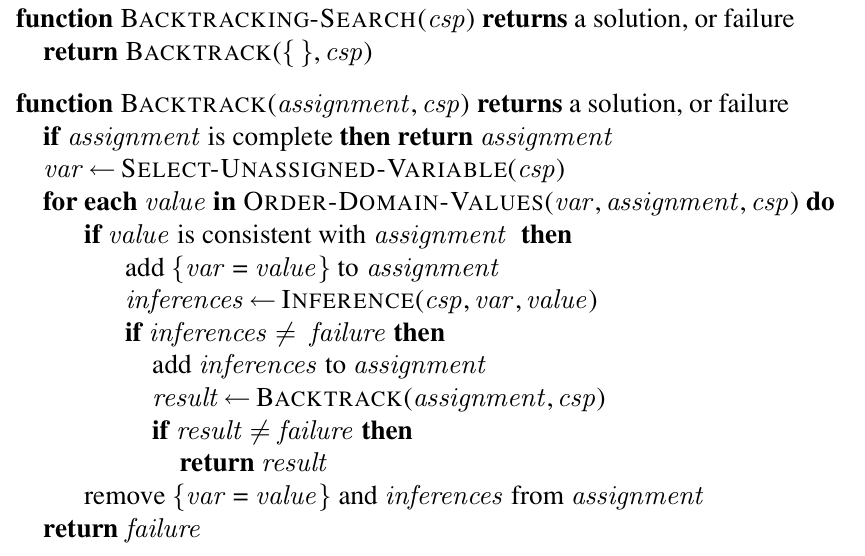 function BACKTRACKING-SEARCH(csp) returns a solution, or failure
return BACKTRACK({ }, csp)
function BACKTRACK(assignment, csp) returns a solution, or failure
if assignment is complete then return assignment
var ← SELECT-UNASSIGNED-VARIABLE(csp)
for each value in ORDER-DOMAIN-VALUES(var, assignment, csp) do
if value is consistent with assignment then
add {var = value} to assignment
inferences ← INFERENCE(csp, var, value)
if inferences ≠ failure then
add inferences to assignment
result ← BACKTRACK(assignment, csp)
if result ≠ failure then
return result
remove {var = value} and inferences from assignment
return failure